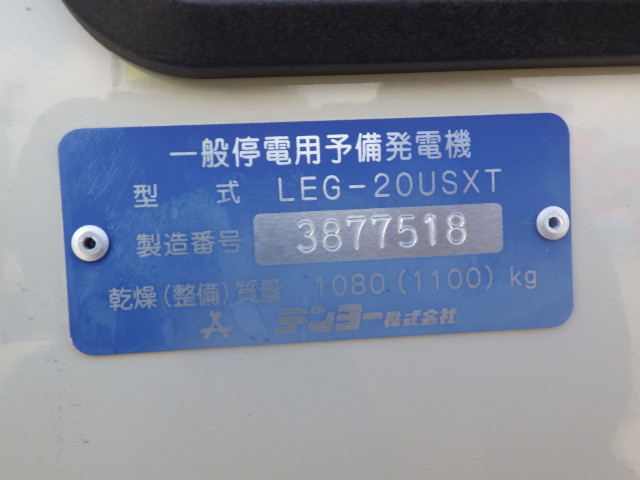 一般停電用予備発電機
型 式 LEG-20USXT
製造番号 3877518
乾燥(整備)質量 1080(1100)kg
デンヨー株式会社